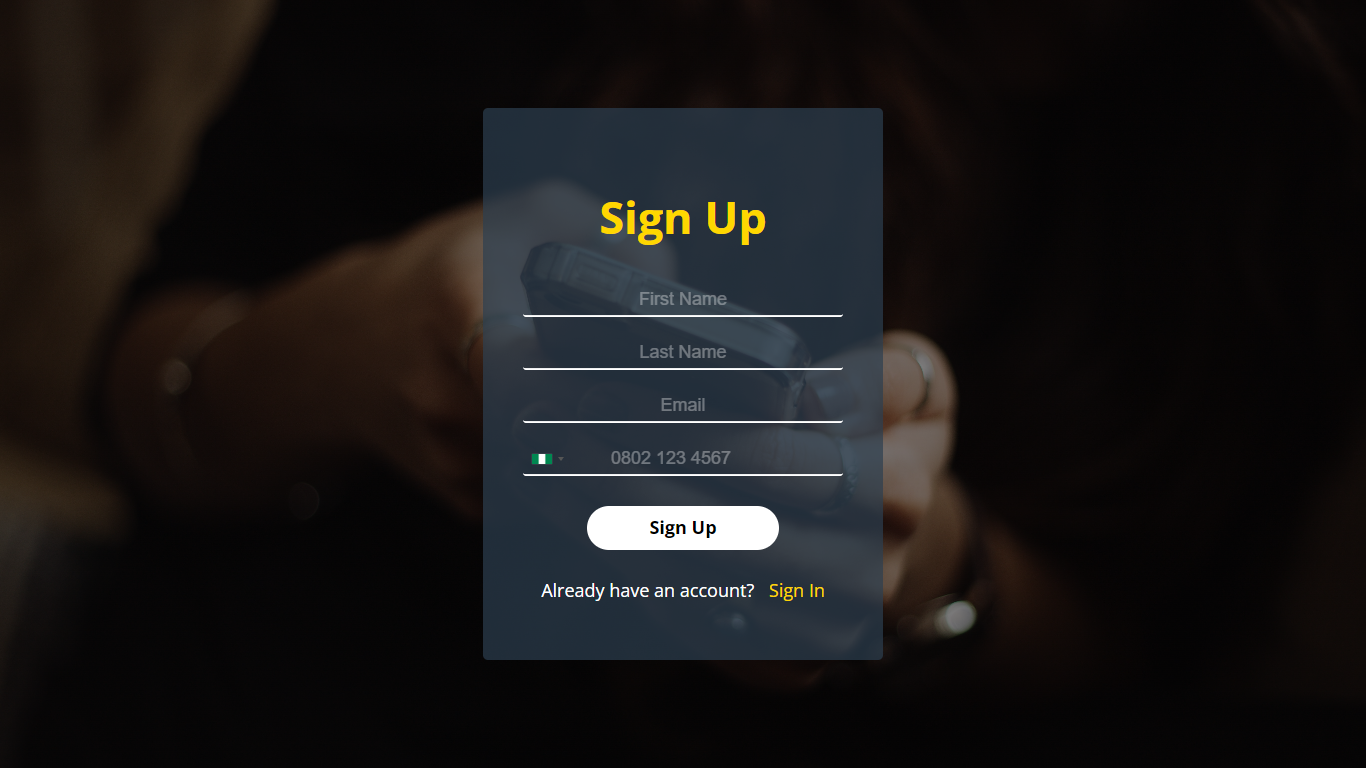 Sign Up
First Name
Last Name
Email
0802 123 4567
Sign Up
Already have an account? Sign In